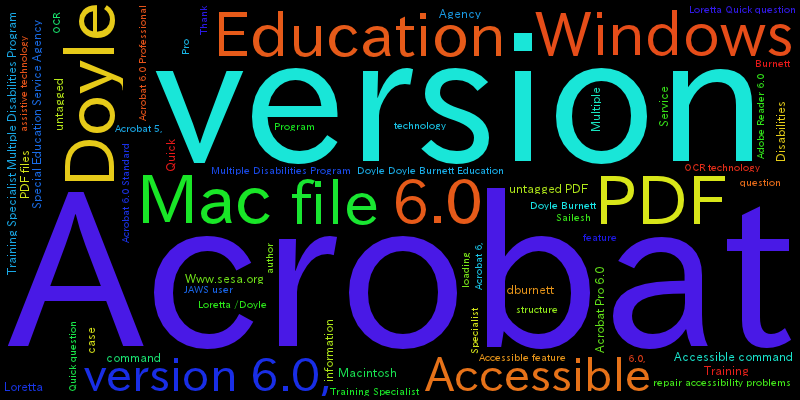 Training Specialist Multiple Disabilities Program
assistive technology
PDF files
Special Education Service Agency
OCR
untagged
Doyle
Acrobat 6.0 Professional
Pro
Thank
Education
Agency
Windows
Loretta Quick question
Burnett
version
Acrobat 5,
Program
technology
Multiple
Service
Adobe Reader 6.0
Disabilities
Quick
Acrobat 6.0 Standard
Multiple Disabilities Program
Doyle Doyle Burnett Education
OCR technology
question
Mac
file
6.0
untagged PDF
Doyle Burnett
Sailesh
PDF
Acrobat
feature
author
Www.sesa.org
JAWS user
Loretta /Doyle
loading
Acrobat 6,
dburnett
structure
Acrobat Pro 6.0
Specialist
Quick question
case
command
information
Loretta
version 6.0,
Macintosh
Training Specialist
Accessible feature
Accessible
6.0,
Accessible command
Training
repair accessibility problems